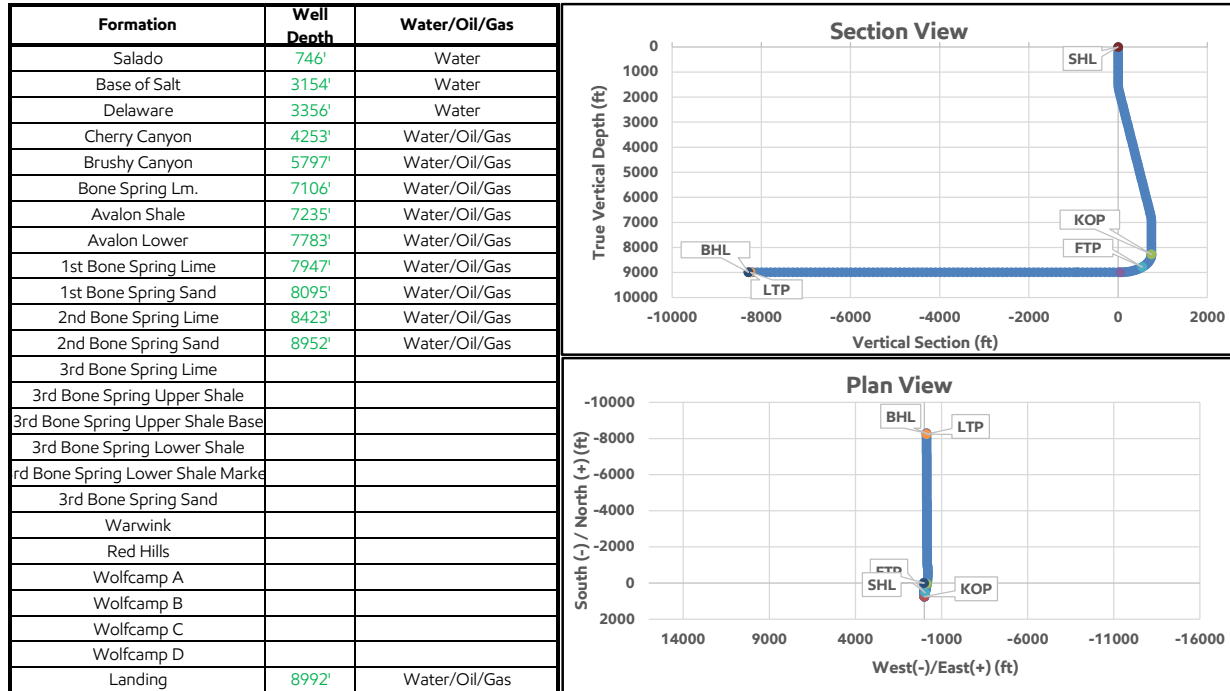 Formation Well Depth Water/Oil/Gas
Salado 746' Water
Base of Salt 3154' Water
Delaware 3356' Water
Cherry Canyon 4253' Water/Oil/Gas
Brushy Canyon 5797' Water/Oil/Gas
Bone Spring Lm. 7106' Water/Oil/Gas
Avalon Shale 7235' Water/Oil/Gas
Avalon Lower 7783' Water/Oil/Gas
1st Bone Spring Lime 7947' Water/Oil/Gas
1st Bone Spring Sand 8095' Water/Oil/Gas
2nd Bone Spring Lime 8423' Water/Oil/Gas
2nd Bone Spring Sand 8952' Water/Oil/Gas
3rd Bone Spring Lime
3rd Bone Spring Upper Shale
3rd Bone Spring Upper Shale Base
3rd Bone Spring Lower Shale
rd Bone Spring Lower Shale Marke
3rd Bone Spring Sand
Warwink
Red Hills
Wolfcamp A
Wolfcamp B
Wolfcamp C
Wolfcamp D
Landing 8992' Water/Oil/Gas
Section View
True Vertical Depth (ft)
0
1000
2000
3000
4000
5000
6000
7000
8000
9000
10000
SHL
KOP
FTP
BHL
LTP
-10000 -8000 -6000 -4000 -2000 0 2000
Vertical Section (ft)
Plan View
South (-) / North (+) (ft)
-10000
-8000
-6000
-4000
-2000
0
2000
BHL
LTP
FTP
SHL
KOP
14000 9000 4000 -1000 -6000 -11000 -16000
West(-)/East(+) (ft)